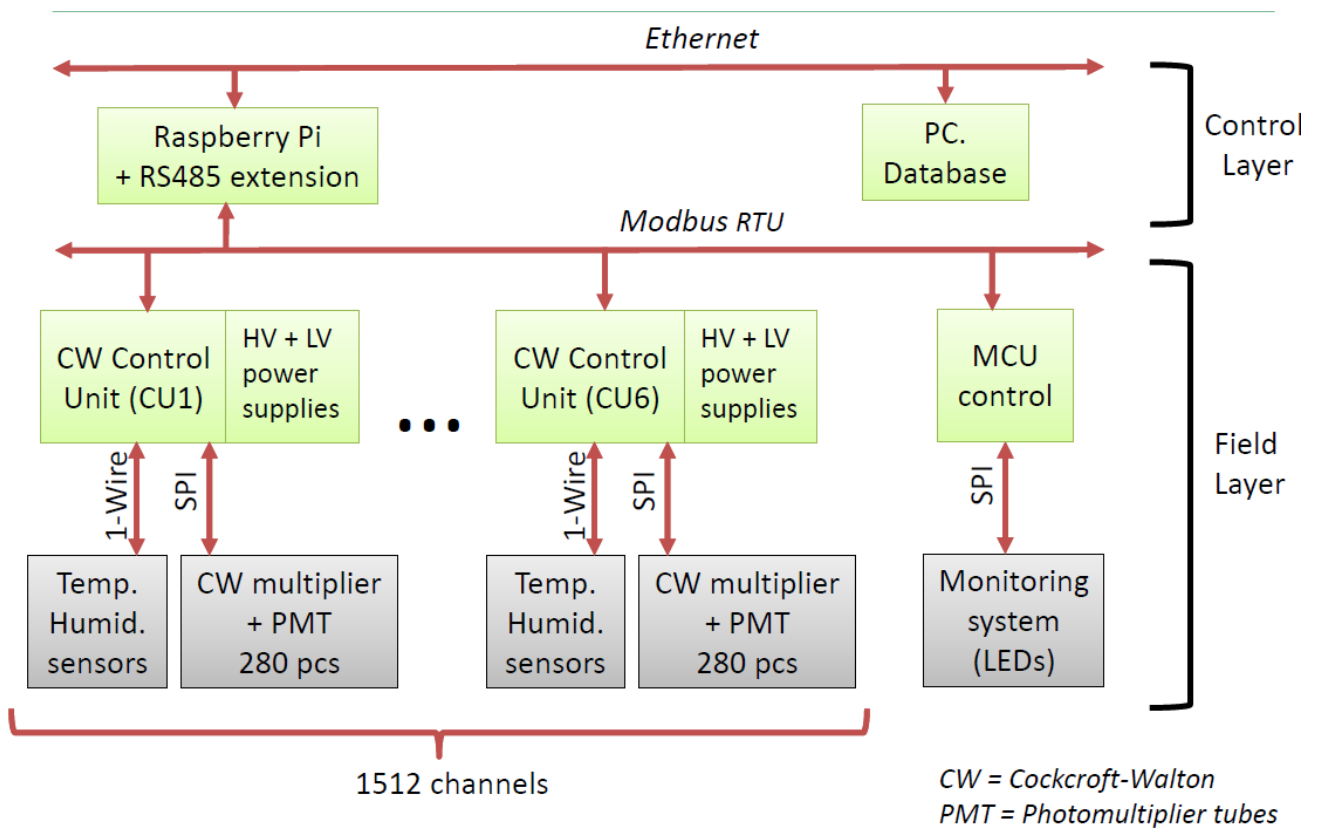 Ethernet
Raspberry Pi
+ RS485 extension
PC.
Database
Control
Layer
Modbus RTU
CW Control
Unit (CU1)
HV + LV
power
supplies
...
CW Control
Unit (CU6)
HV + LV
power
supplies
MCU
control
Field
Layer
1-Wire
SPI
1-Wire
SPI
SPI
Temp.
Humid.
sensors
CW multiplier
+ PMT
280 pcs
Temp.
Humid.
sensors
CW multiplier
+ PMT
280 pcs
Monitoring
system
(LEDs)
1512 channels
CW = Cockcroft-Walton
PMT = Photomultiplier tubes